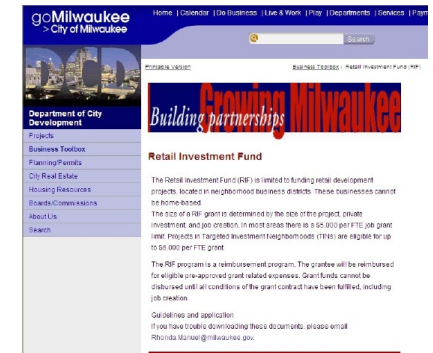 goMilwaukee
> City of Milwaukee
Home | Calendar | Do Business | Live & Work | Play | Departments | Services | Paym
Search
Printable Version
Business Toolbox > Retail Investment Fund (RIF)
Growing Milwaukee
Building partnerships
Department of City
Development
Projects
Business Toolbox
Planning/Permits
City Real Estate
Housing Resources
Boards/Commissions
About Us
Search
Retail Investment Fund
The Retail Investment Fund (RIF) is limited to funding retail development
projects, located in neighborhood business districts. These businesses cannot
be home-based.
The size of a RIF grant is determined by the size of the project, private
investment, and job creation, in most areas there is a $5,000 per FTE job grant
limit. Projects in Targeted Investment Neighborhoods (TINs) are eligible for up
to $8,000 per FTE grant.
The RIF program is a reimbursement program. The grantee will be reimbursed
for eligible pre-approved grant related expenses. Grant funds cannot be
disbursed until all conditions of the grant contract have been fulfilled, including
job creation.
Guidelines and application
If you have trouble downloading these documents, please email
Rhonda.Manuel@milwaukee.gov.